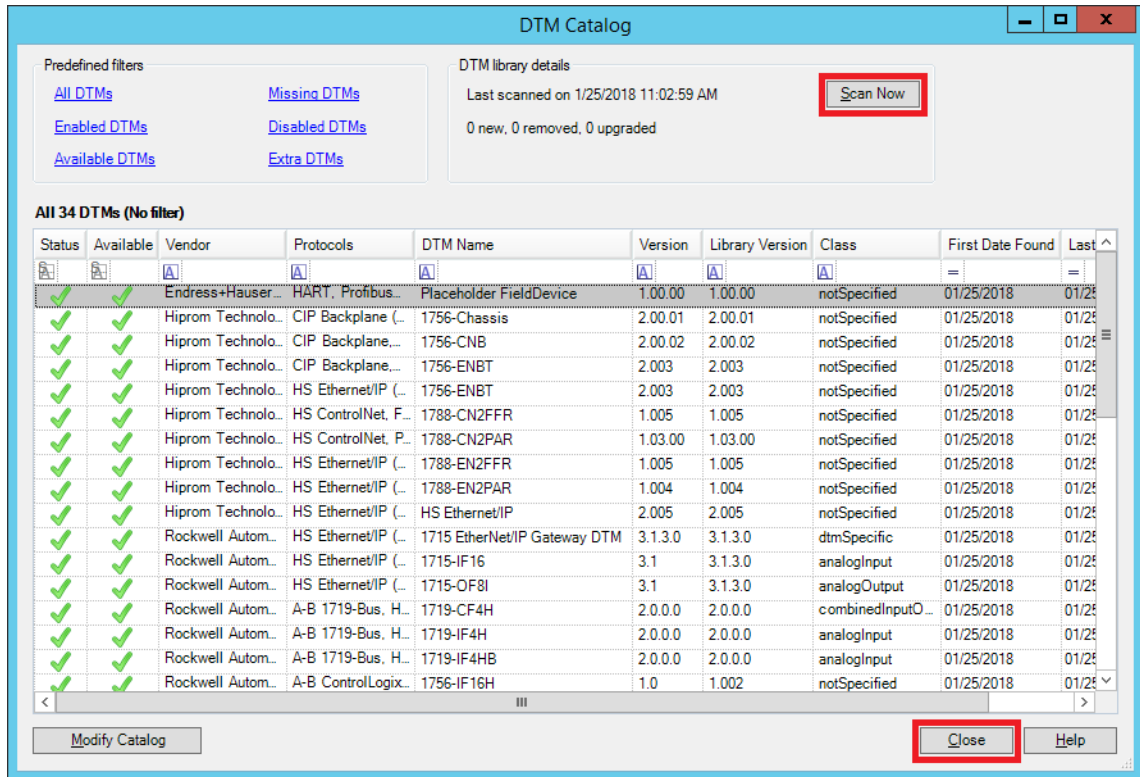 DTM Catalog
Predefined filters
All DTMs Missing DTMs
Enabled DTMs Disabled DTMs
Available DTMs Extra DTMs
DTM library details
Last scanned on 1/25/2018 11:02:59 AM Scan Now
0 new, 0 removed, 0 upgraded
All 34 DTMs (No filter)
Status Available Vendor Protocols DTM Name Version Library Version Class First Date Found Last
A A A A A A = =
Endress+Hauser... HART, Profibus... Placeholder FieldDevice 1.00.00 1.00.00 notSpecified 01/25/2018 01/25
Hiprom Technolo... CIP Backplane (... 1756-Chassis 2.00.01 2.00.01 notSpecified 01/25/2018 01/25
Hiprom Technolo... CIP Backplane,... 1756-CNB 2.00.02 2.00.02 notSpecified 01/25/2018 01/25
Hiprom Technolo... CIP Backplane,... 1756-ENBT 2.003 2.003 notSpecified 01/25/2018 01/25
Hiprom Technolo... HS Ethernet/IP (... 1756-ENBT 2.003 2.003 notSpecified 01/25/2018 01/25
Hiprom Technolo... HS ControlNet, F... 1788-CN2FFR 1.005 1.005 notSpecified 01/25/2018 01/25
Hiprom Technolo... HS ControlNet, P... 1788-CN2PAR 1.03.00 1.03.00 notSpecified 01/25/2018 01/25
Hiprom Technolo... HS Ethernet/IP (... 1788-EN2FFR 1.005 1.005 notSpecified 01/25/2018 01/25
Hiprom Technolo... HS Ethernet/IP (... 1788-EN2PAR 1.004 1.004 notSpecified 01/25/2018 01/25
Hiprom Technolo... HS Ethernet/IP (... HS Ethernet/IP 2.005 2.005 notSpecified 01/25/2018 01/25
Rockwell Autom... HS Ethernet/IP (... 1715 EtherNet/IP Gateway DTM 3.1.3.0 3.1.3.0 dtmSpecific 01/25/2018 01/25
Rockwell Autom... HS Ethernet/IP (... 1715-IF16 3.1 3.1.3.0 analogInput 01/25/2018 01/25
Rockwell Autom... HS Ethernet/IP (... 1715-OF8I 3.1 3.1.3.0 analogOutput 01/25/2018 01/25
Rockwell Autom... A-B 1719-Bus, H... 1719-CF4H 2.0.0.0 2.0.0.0 combinedInputO... 01/25/2018 01/25
Rockwell Autom... A-B 1719-Bus, H... 1719-IF4H 2.0.0.0 2.0.0.0 analogInput 01/25/2018 01/25
Rockwell Autom... A-B 1719-Bus, H... 1719-IF4HB 2.0.0.0 2.0.0.0 analogInput 01/25/2018 01/25
Rockwell Autom... A-B ControlLogix... 1756-IF16H 1.0 1.002 notSpecified 01/25/2018 01/25
Modify Catalog Close Help